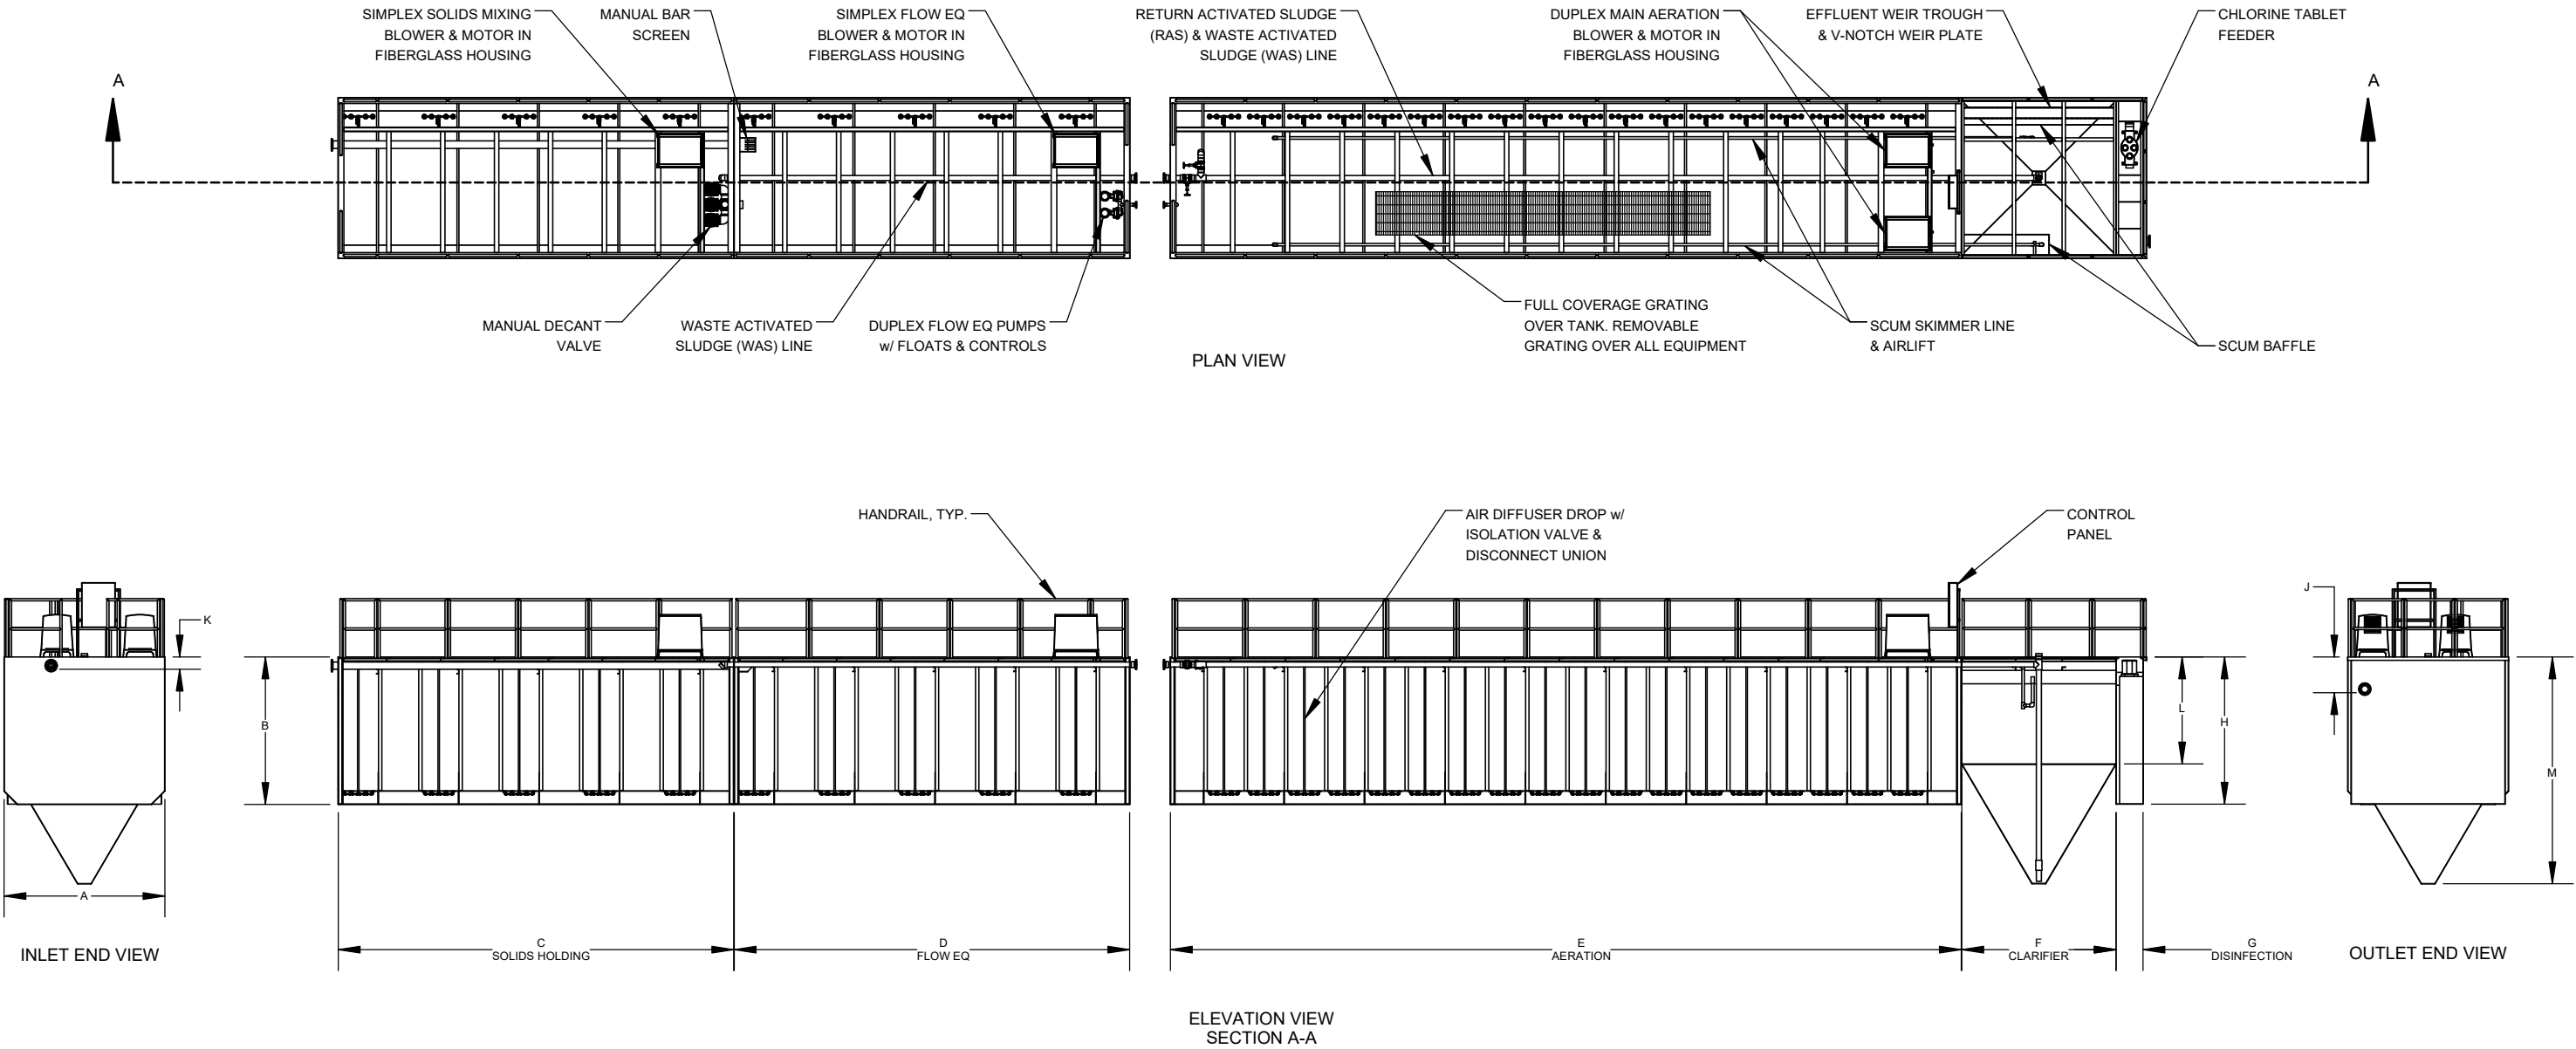 SIMPLEX SOLIDS MIXING
BLOWER & MOTOR IN
FIBERGLASS HOUSING
MANUAL BAR
SCREEN
SIMPLEX FLOW EQ
BLOWER & MOTOR IN
FIBERGLASS HOUSING
RETURN ACTIVATED SLUDGE
(RAS) & WASTE ACTIVATED
SLUDGE (WAS) LINE
DUPLEX MAIN AERATION
BLOWER & MOTOR IN
FIBERGLASS HOUSING
EFFLUENT WEIR TROUGH
& V-NOTCH WEIR PLATE
CHLORINE TABLET
FEEDER
A
A
MANUAL DECANT
VALVE
WASTE ACTIVATED
SLUDGE (WAS) LINE
DUPLEX FLOW EQ PUMPS
w/ FLOATS & CONTROLS
FULL COVERAGE GRATING
OVER TANK. REMOVABLE
GRATING OVER ALL EQUIPMENT
SCUM SKIMMER LINE
& AIRLIFT
SCUM BAFFLE
PLAN VIEW
HANDRAIL, TYP.
AIR DIFFUSER DROP w/
ISOLATION VALVE &
DISCONNECT UNION
CONTROL
PANEL
K
J
B
L
H
M
A
INLET END VIEW
C
SOLIDS HOLDING
D
FLOW EQ
E
AERATION
F
CLARIFIER
G
DISINFECTION
OUTLET END VIEW
ELEVATION VIEW
SECTION A-A